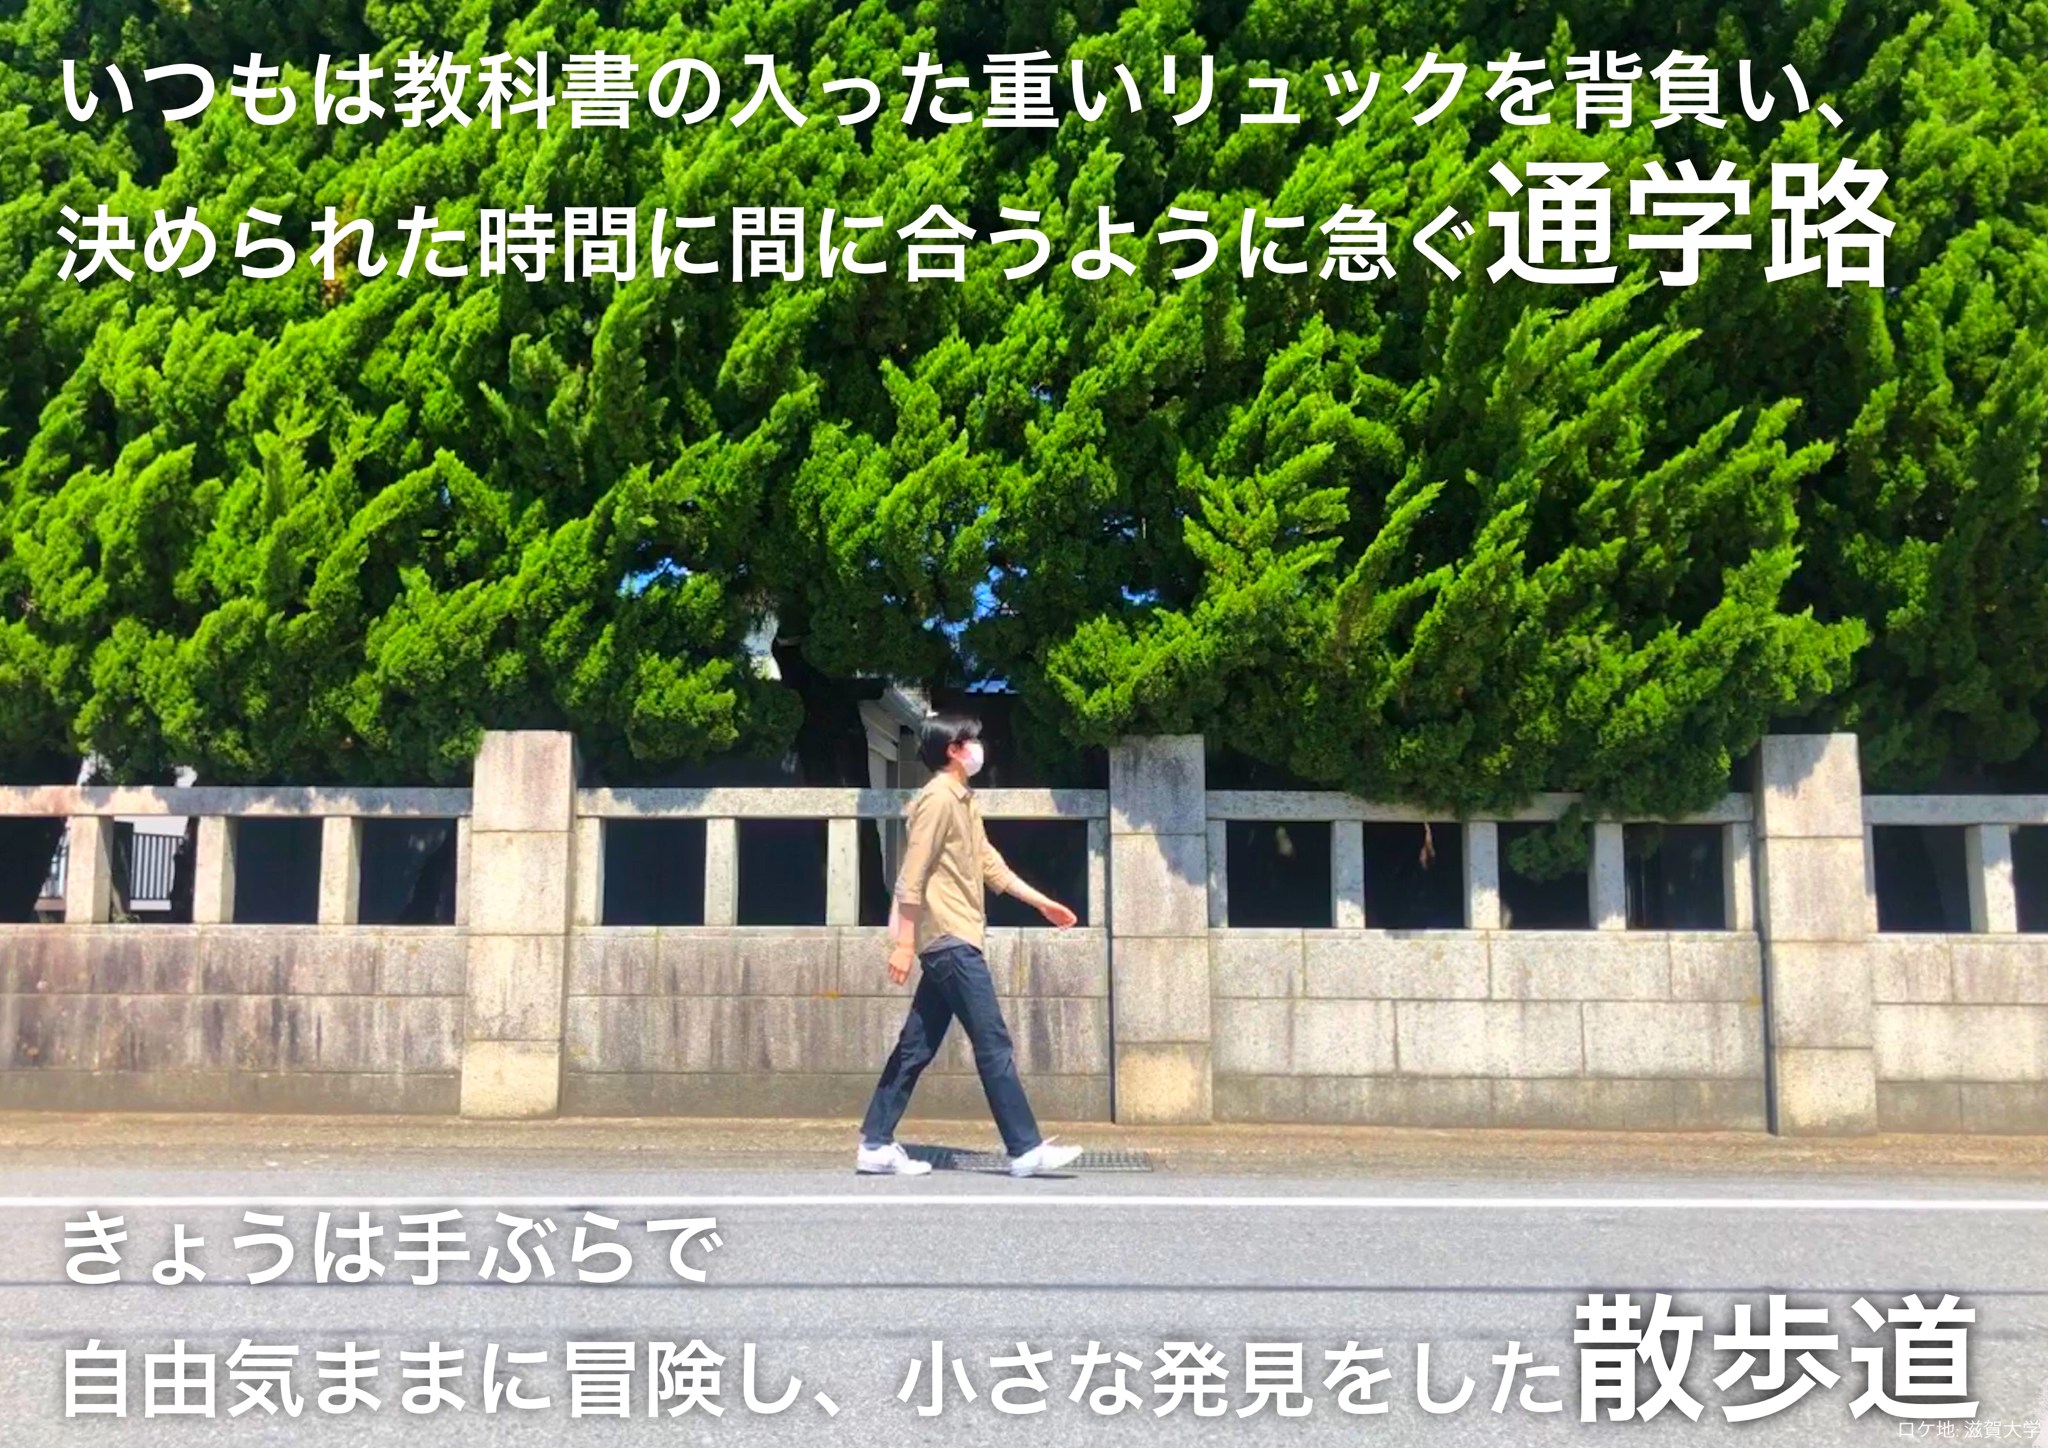 いつもは教科書の入った重いリュックを背負い、
決められた時間に間に合うように急ぐ通学路
きょうは手ぶらで
自由気ままに冒険し、小さな発見をした散歩道
ロケ地: 滋賀大学